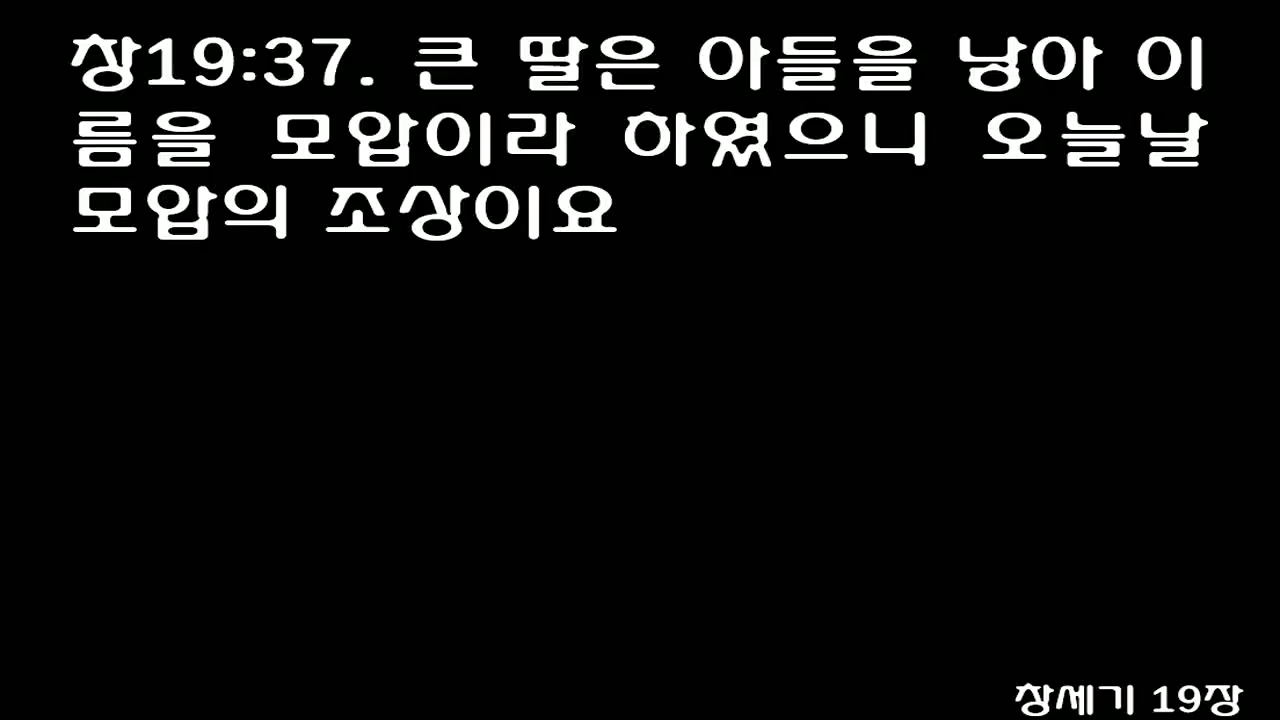 창19:37. 큰 딸은 아들을 낳아 이
름을 모압이라 하였으니 오늘날
모압의 조상이요
창세기 19장